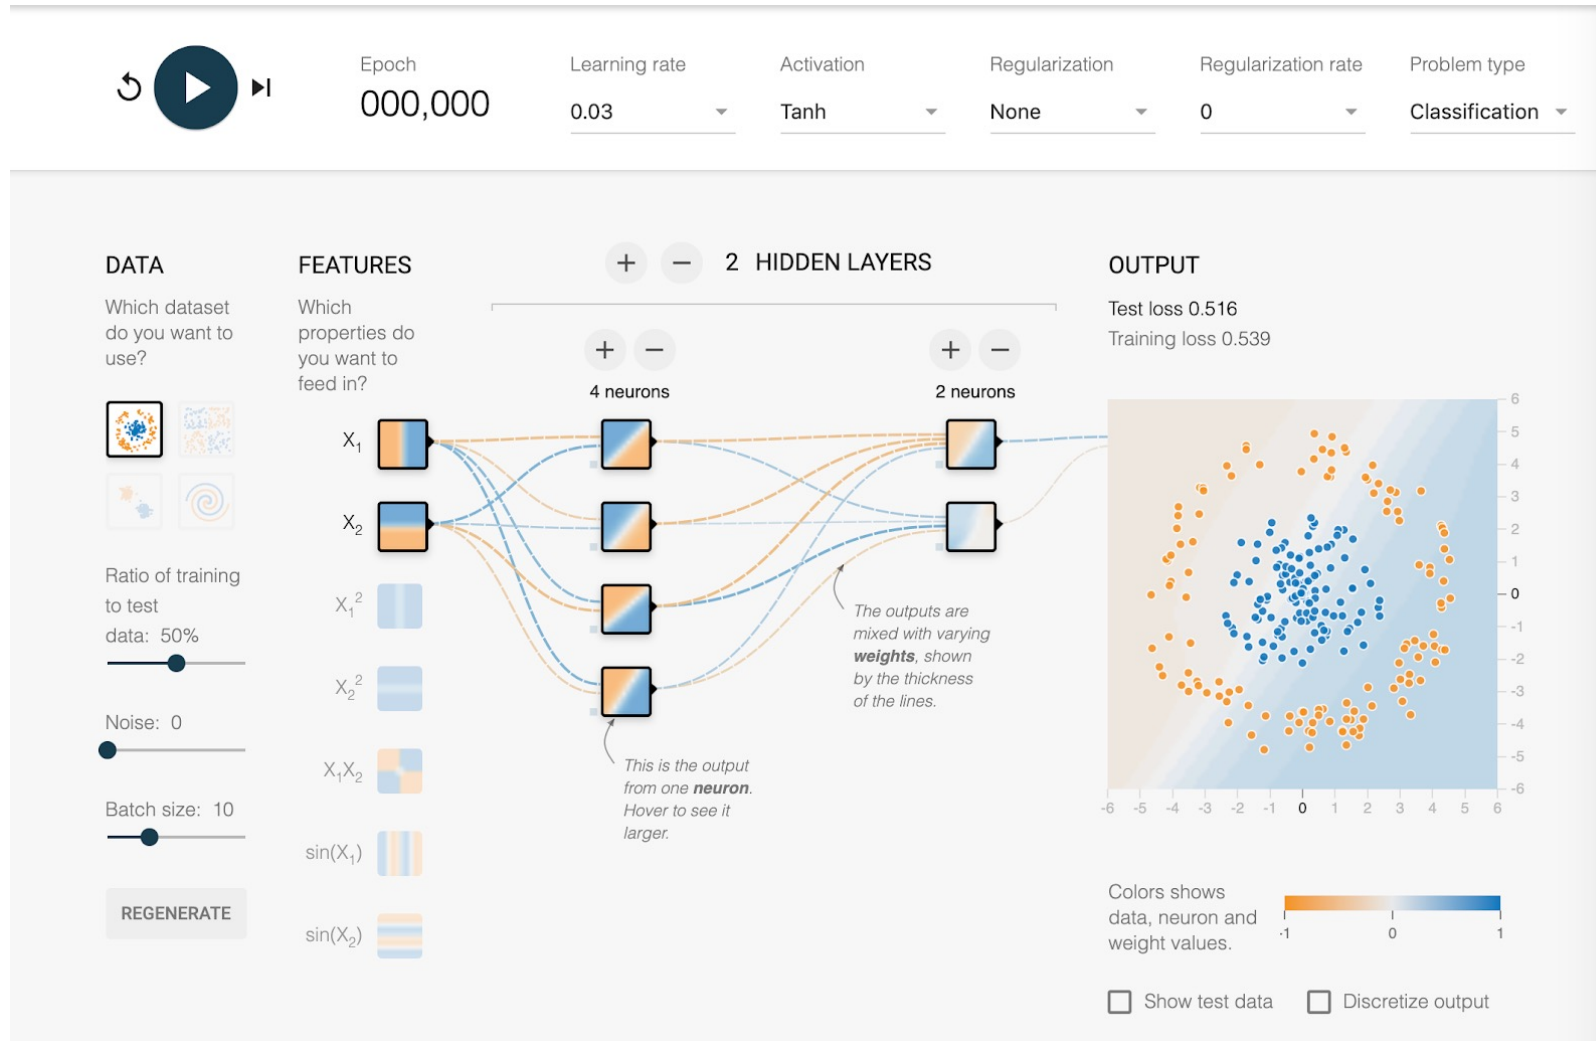 Epoch
000,000
Learning rate
0.03
Activation
Tanh
Regularization
None
Regularization rate
0
Problem type
Classification
DATA
Which dataset
do you want to
use?
Ratio of training
to test
data: 50%
Noise: 0
Batch size: 10
REGENERATE
FEATURES
Which
properties do
you want to
feed in?
X₁
X₂
X₁²
X₂²
X₁X₂
sin(X₁)
sin(X₂)
+ − 2 HIDDEN LAYERS
+ −
4 neurons
+ −
2 neurons
This is the output
from one neuron.
Hover to see it
larger.
The outputs are
mixed with varying
weights, shown
by the thickness
of the lines.
OUTPUT
Test loss 0.516
Training loss 0.539
6
5
4
3
2
1
0
-1
-2
-3
-4
-5
-6
-6 -5 -4 -3 -2 -1 0 1 2 3 4 5 6
Colors shows
data, neuron and
weight values.
-1 0 1
Show test data
Discretize output